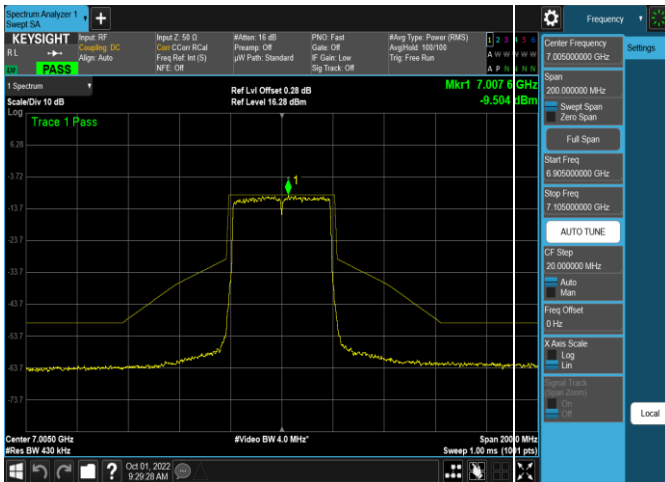 Spectrum Analyzer 1
Swept SA
Frequency
KEYSIGHT
RL
LV
PASS
Input: RF
Coupling: DC
Align: Auto
Input Z: 50 Ω
Corr CCorr RCal
Freq Ref: Int (S)
NFE: Off
#Atten: 16 dB
Preamp: Off
µW Path: Standard
PNO: Fast
Gate: Off
IF Gain: Low
Sig Track: Off
#Avg Type: Power (RMS)
Avg|Hold: 100/100
Trig: Free Run
1 2 3 4 5 6
A W W W W W
A P N N N N
1 Spectrum
Scale/Div 10 dB
Log
Ref Lvl Offset 0.28 dB
Ref Level 16.28 dBm
Mkr1 7.007 6 GHz
-9.504 dBm
Trace 1 Pass
1
6.28
-3.72
-13.7
-23.7
-33.7
-43.7
-53.7
-63.7
-73.7
Center 7.0050 GHz
#Res BW 430 kHz
#Video BW 4.0 MHz*
Span 200.0 MHz
Sweep 1.00 ms (1001 pts)
Oct 01, 2022
9:29:28 AM
Center Frequency
7.005000000 GHz
Settings
Span
200.000000 MHz
Swept Span
Zero Span
Full Span
Start Freq
6.905000000 GHz
Stop Freq
7.105000000 GHz
AUTO TUNE
CF Step
20.000000 MHz
Auto
Man
Freq Offset
0 Hz
X Axis Scale
Log
Lin
Signal Track
(Span Zoom)
On
Off
Local